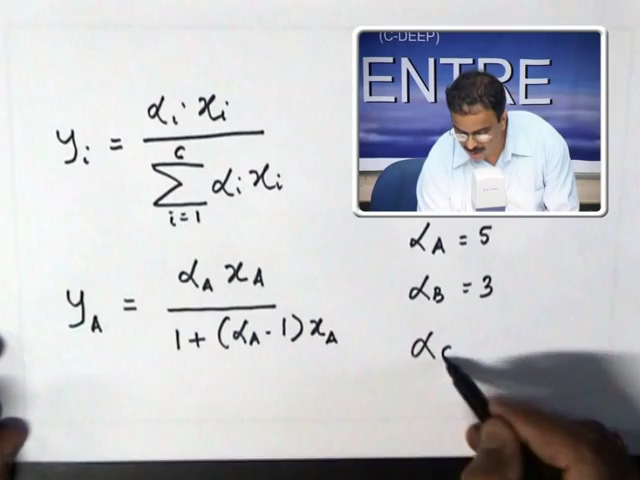 (C-DEEP)
ENTRE
y_i = α_i · x_i / Σ_{i=1}^{c} α_i x_i
α_A = 5
α_B = 3
y_A = α_A x_A / 1 + (α_A - 1) x_A
α_C